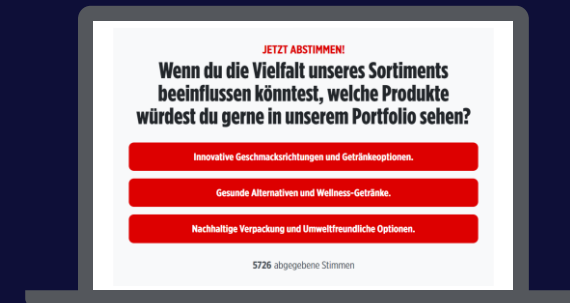 JETZT ABSTIMMEN!
Wenn du die Vielfalt unseres Sortiments
beeinflussen könntest, welche Produkte
würdest du gerne in unserem Portfolio sehen?
Innovative Geschmacksrichtungen und Getränkeoptionen.
Gesunde Alternativen und Wellness-Getränke.
Nachhaltige Verpackung und Umweltfreundliche Optionen.
5726 abgegebene Stimmen